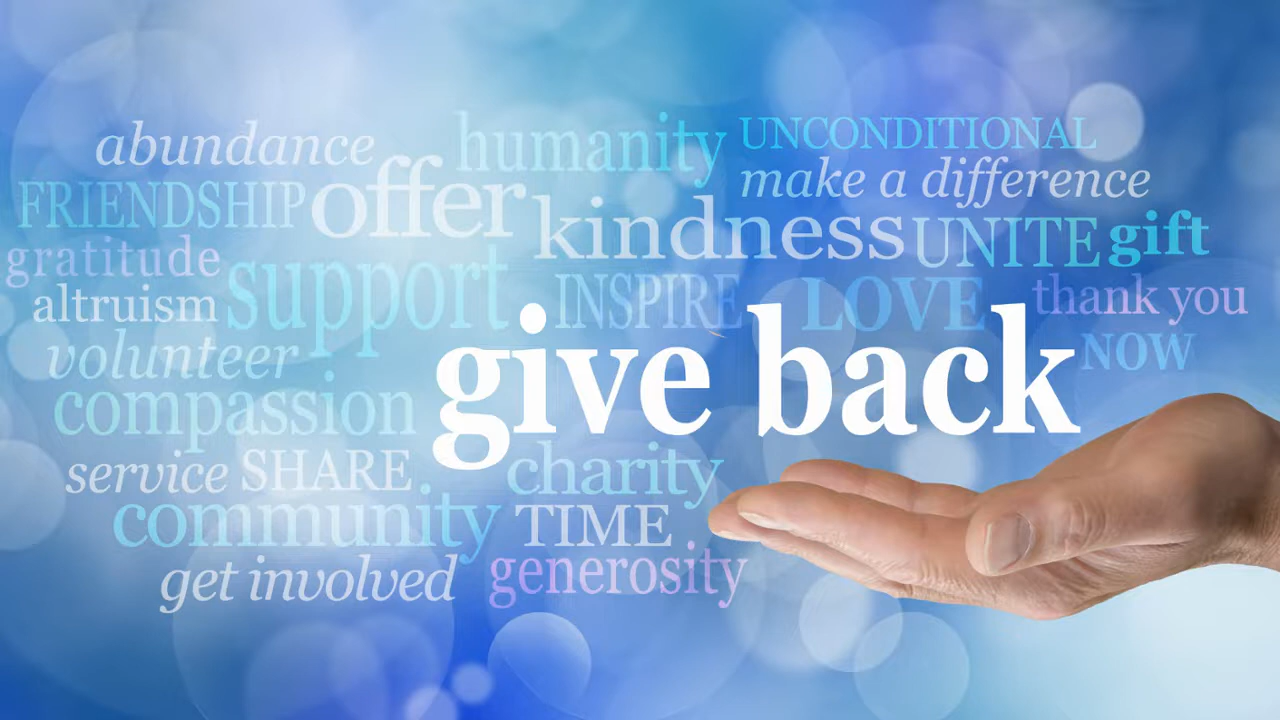 abundance
humanity
UNCONDITIONAL
make a difference
FRIENDSHIP
offer
kindness
UNITE
gift
gratitude
support
altruism
INSPIRE
LOVE
thank you
volunteer
give back
NOW
compassion
service
SHARE
charity
community
TIME
get involved
generosity